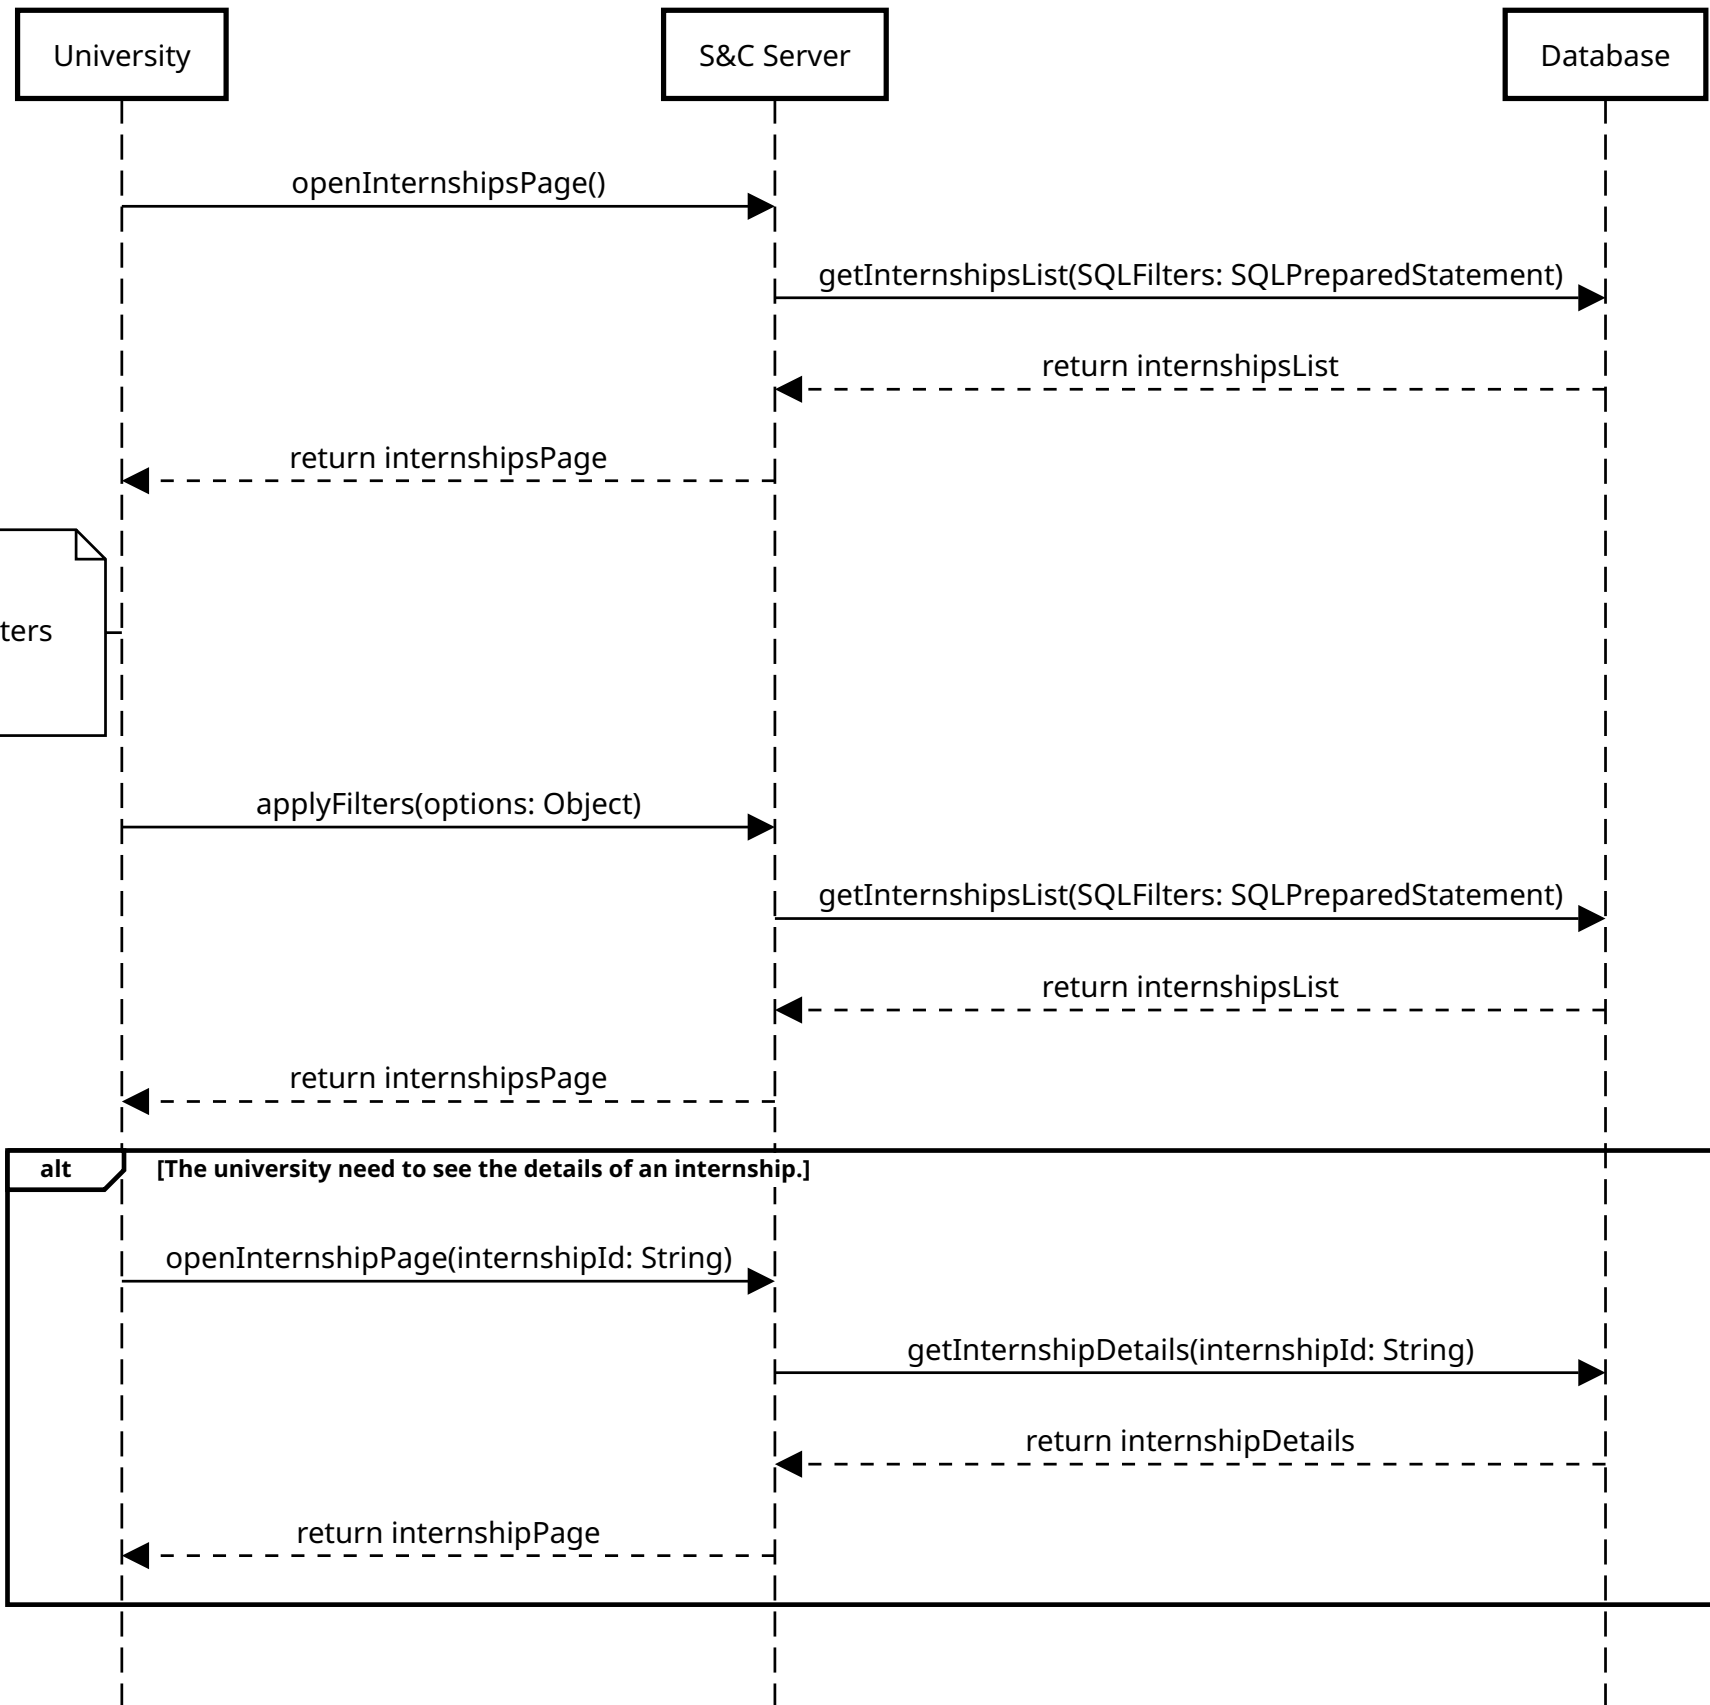 University
S&C Server
Database
openInternshipsPage()
getInternshipsList(SQLFilters: SQLPreparedStatement)
return internshipsList
return internshipsPage
ters
applyFilters(options: Object)
getInternshipsList(SQLFilters: SQLPreparedStatement)
return internshipsList
return internshipsPage
alt
[The university need to see the details of an internship.]
openInternshipPage(internshipId: String)
getInternshipDetails(internshipId: String)
return internshipDetails
return internshipPage